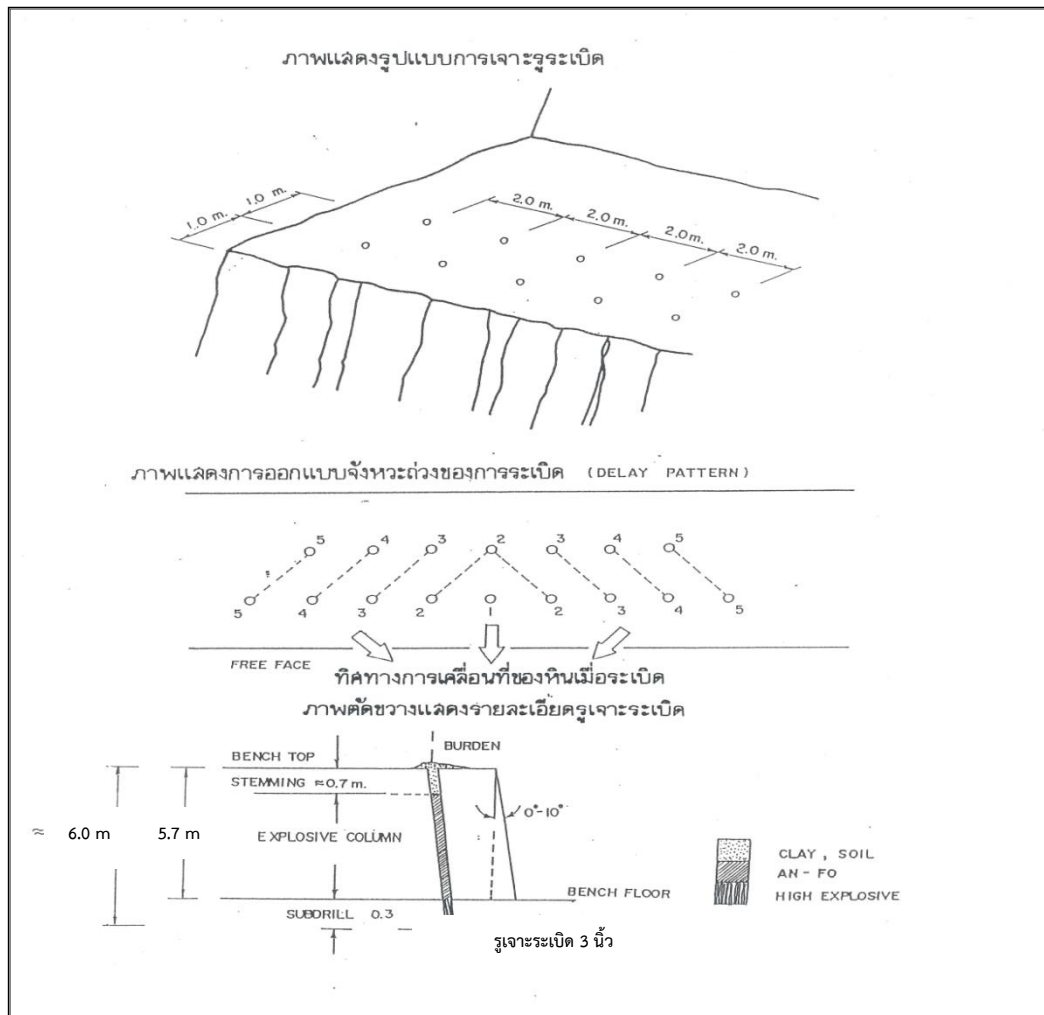 ภาพแสดงรูปแบบการเจาะรูระเบิด
1.0 m. 1.0 m.
2.0 m. 2.0 m. 2.0 m. 2.0 m.
ภาพแสดงการออกแบบจังหวะถ่วงของการระเบิด (DELAY PATTERN)
5 4 3 2 3 4 5
5 4 3 2 1 2 3 4 5
FREE FACE
ทิศทางการเคลื่อนที่ของหินเมื่อระเบิด
ภาพตัดขวางแสดงรายละเอียดรูเจาะระเบิด
BURDEN
BENCH TOP
STEMMING ≈0.7 m.
0°-10°
≈ 6.0 m 5.7 m EXPLOSIVE COLUMN
CLAY, SOIL
AN-FO
BENCH FLOOR HIGH EXPLOSIVE
SUBDRILL 0.3
รูเจาะระเบิด 3 นิ้ว